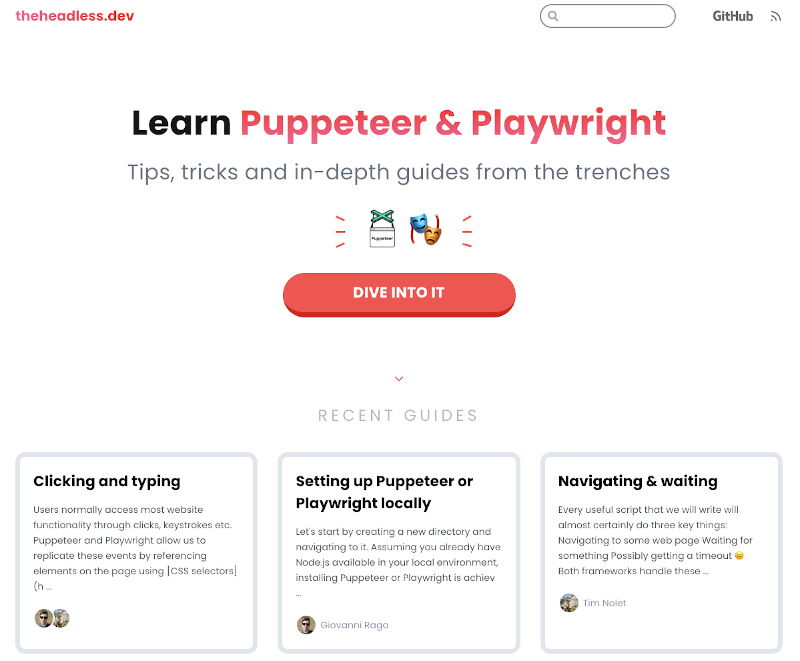 theheadless.dev
GitHub
Learn Puppeteer & Playwright
Tips, tricks and in-depth guides from the trenches
Puppeteer
DIVE INTO IT
RECENT GUIDES
Clicking and typing
Users normally access most website
functionality through clicks, keystrokes etc.
Puppeteer and Playwright allow us to
replicate these events by referencing
elements on the page using [CSS selectors]
(h ...
Setting up Puppeteer or
Playwright locally
Let's start by creating a new directory and
navigating to it. Assuming you already have
Node.js available in your local environment,
installing Puppeteer or Playwright is achiev
...
Giovanni Rago
Navigating & waiting
Every useful script that we will write will
almost certainly do three key things:
Navigating to some web page Waiting for
something Possibly getting a timeout 😄
Both frameworks handle these ...
Tim Nolet